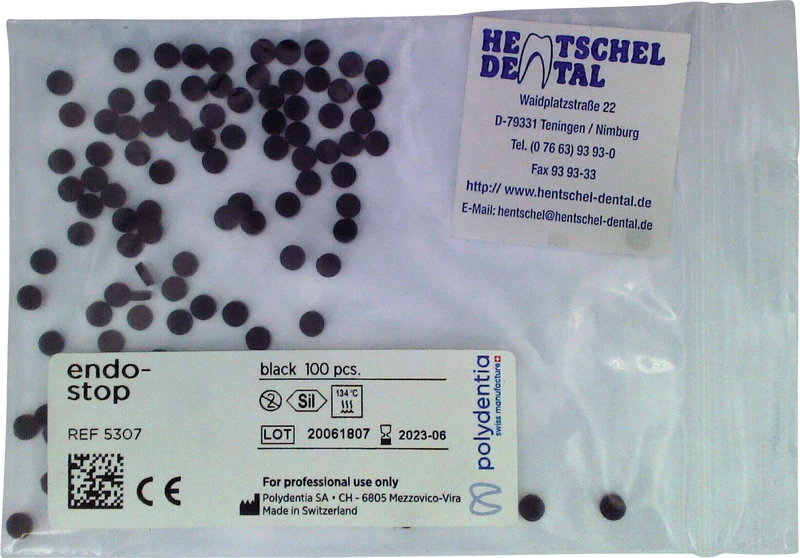 HENTSCHEL
DENTAL
Waidplatzstraße 22
D-79331 Teningen / Nimburg
Tel. (0 76 63) 93 93-0
Fax 93 93-33
http:// www.hentschel-dental.de
E-Mail: hentschel@hentschel-dental.de
endo-
stop
REF 5307
CE
black 100 pcs.
2
Sil
134 °C
LOT 20061807 2023-06
For professional use only
Polydentia SA • CH - 6805 Mezzovico-Vira
Made in Switzerland
polydentia
swiss manufacture